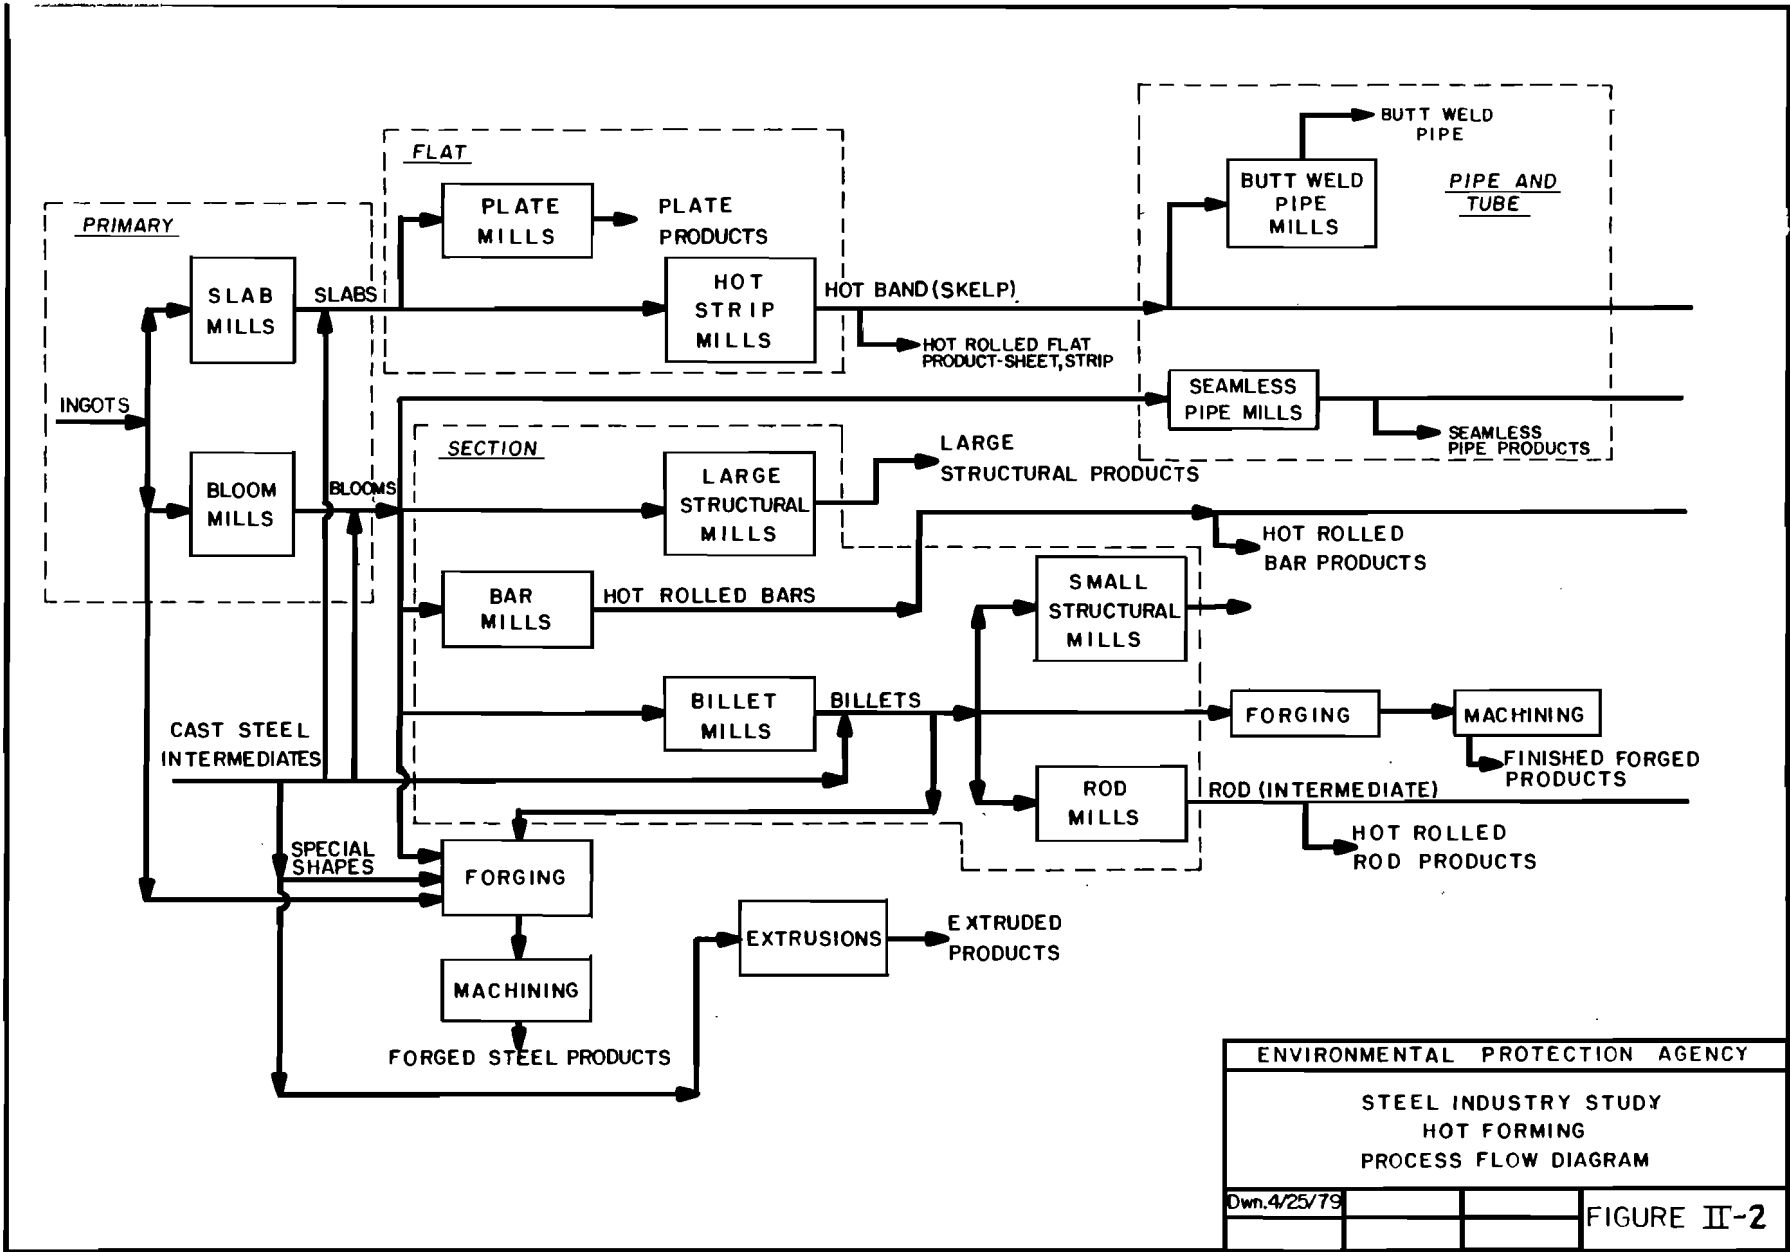 FLAT
PLATE
MILLS
PLATE
PRODUCTS
BUTT WELD
PIPE
BUTT WELD
PIPE
MILLS
PIPE AND
TUBE
PRIMARY
SLAB
MILLS
SLABS
HOT
STRIP
MILLS
HOT BAND (SKELP)
HOT ROLLED FLAT
PRODUCT-SHEET, STRIP
INGOTS
SEAMLESS
PIPE MILLS
SEAMLESS
PIPE PRODUCTS
SECTION
BLOOM
MILLS
BLOOMS
LARGE
STRUCTURAL
MILLS
LARGE
STRUCTURAL PRODUCTS
HOT ROLLED
BAR PRODUCTS
BAR
MILLS
HOT ROLLED BARS
SMALL
STRUCTURAL
MILLS
BILLET
MILLS
BILLETS
FORGING
MACHINING
FINISHED FORGED
PRODUCTS
CAST STEEL
INTERMEDIATES
ROD
MILLS
ROD (INTERMEDIATE)
HOT ROLLED
ROD PRODUCTS
SPECIAL
SHAPES
FORGING
EXTRUSIONS
EXTRUDED
PRODUCTS
MACHINING
FORGED STEEL PRODUCTS
ENVIRONMENTAL PROTECTION AGENCY
STEEL INDUSTRY STUDY
HOT FORMING
PROCESS FLOW DIAGRAM
Dwn. 4/25/79
FIGURE II-2